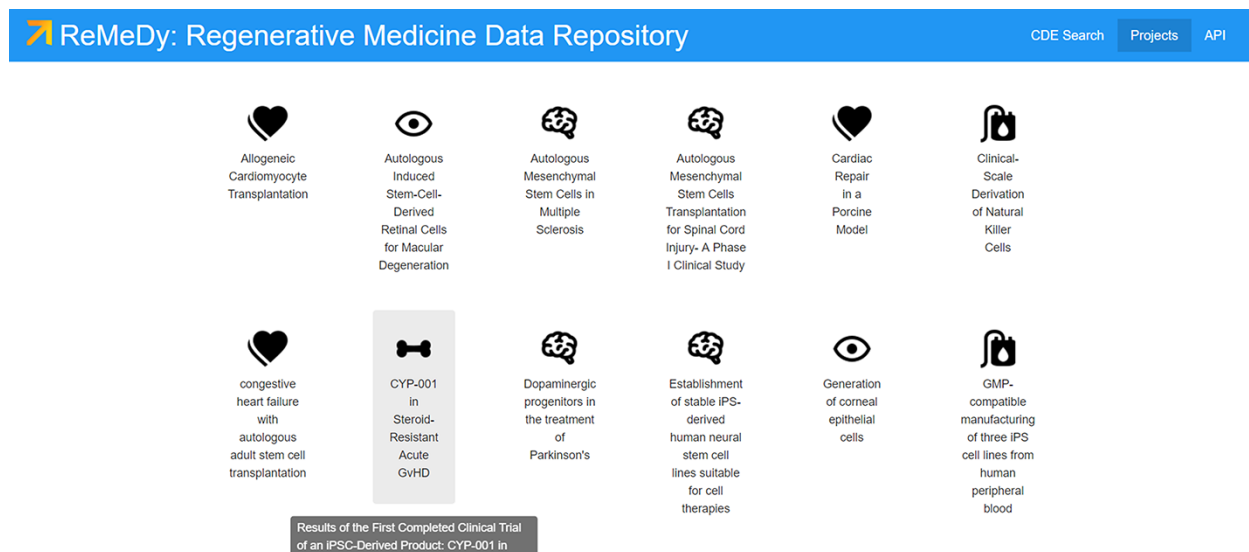 ReMeDy: Regenerative Medicine Data Repository
CDE Search
Projects
API
Allogeneic
Cardiomyocyte
Transplantation
Autologous
Induced
Stem-Cell-
Derived
Retinal Cells
for Macular
Degeneration
Autologous
Mesenchymal
Stem Cells in
Multiple
Sclerosis
Autologous
Mesenchymal
Stem Cells
Transplantation
for Spinal Cord
Injury- A Phase
I Clinical Study
Cardiac
Repair
in a
Porcine
Model
Clinical-
Scale
Derivation
of Natural
Killer
Cells
congestive
heart failure
with
autologous
adult stem cell
transplantation
CYP-001
in
Steroid-
Resistant
Acute
GvHD
Dopaminergic
progenitors in
the treatment
of
Parkinson's
Establishment
of stable iPS-
derived
human neural
stem cell
lines suitable
for cell
therapies
Generation
of corneal
epithelial
cells
GMP-
compatible
manufacturing
of three iPS
cell lines from
human
peripheral
blood
Results of the First Completed Clinical Trial
of an iPSC-Derived Product: CYP-001 in